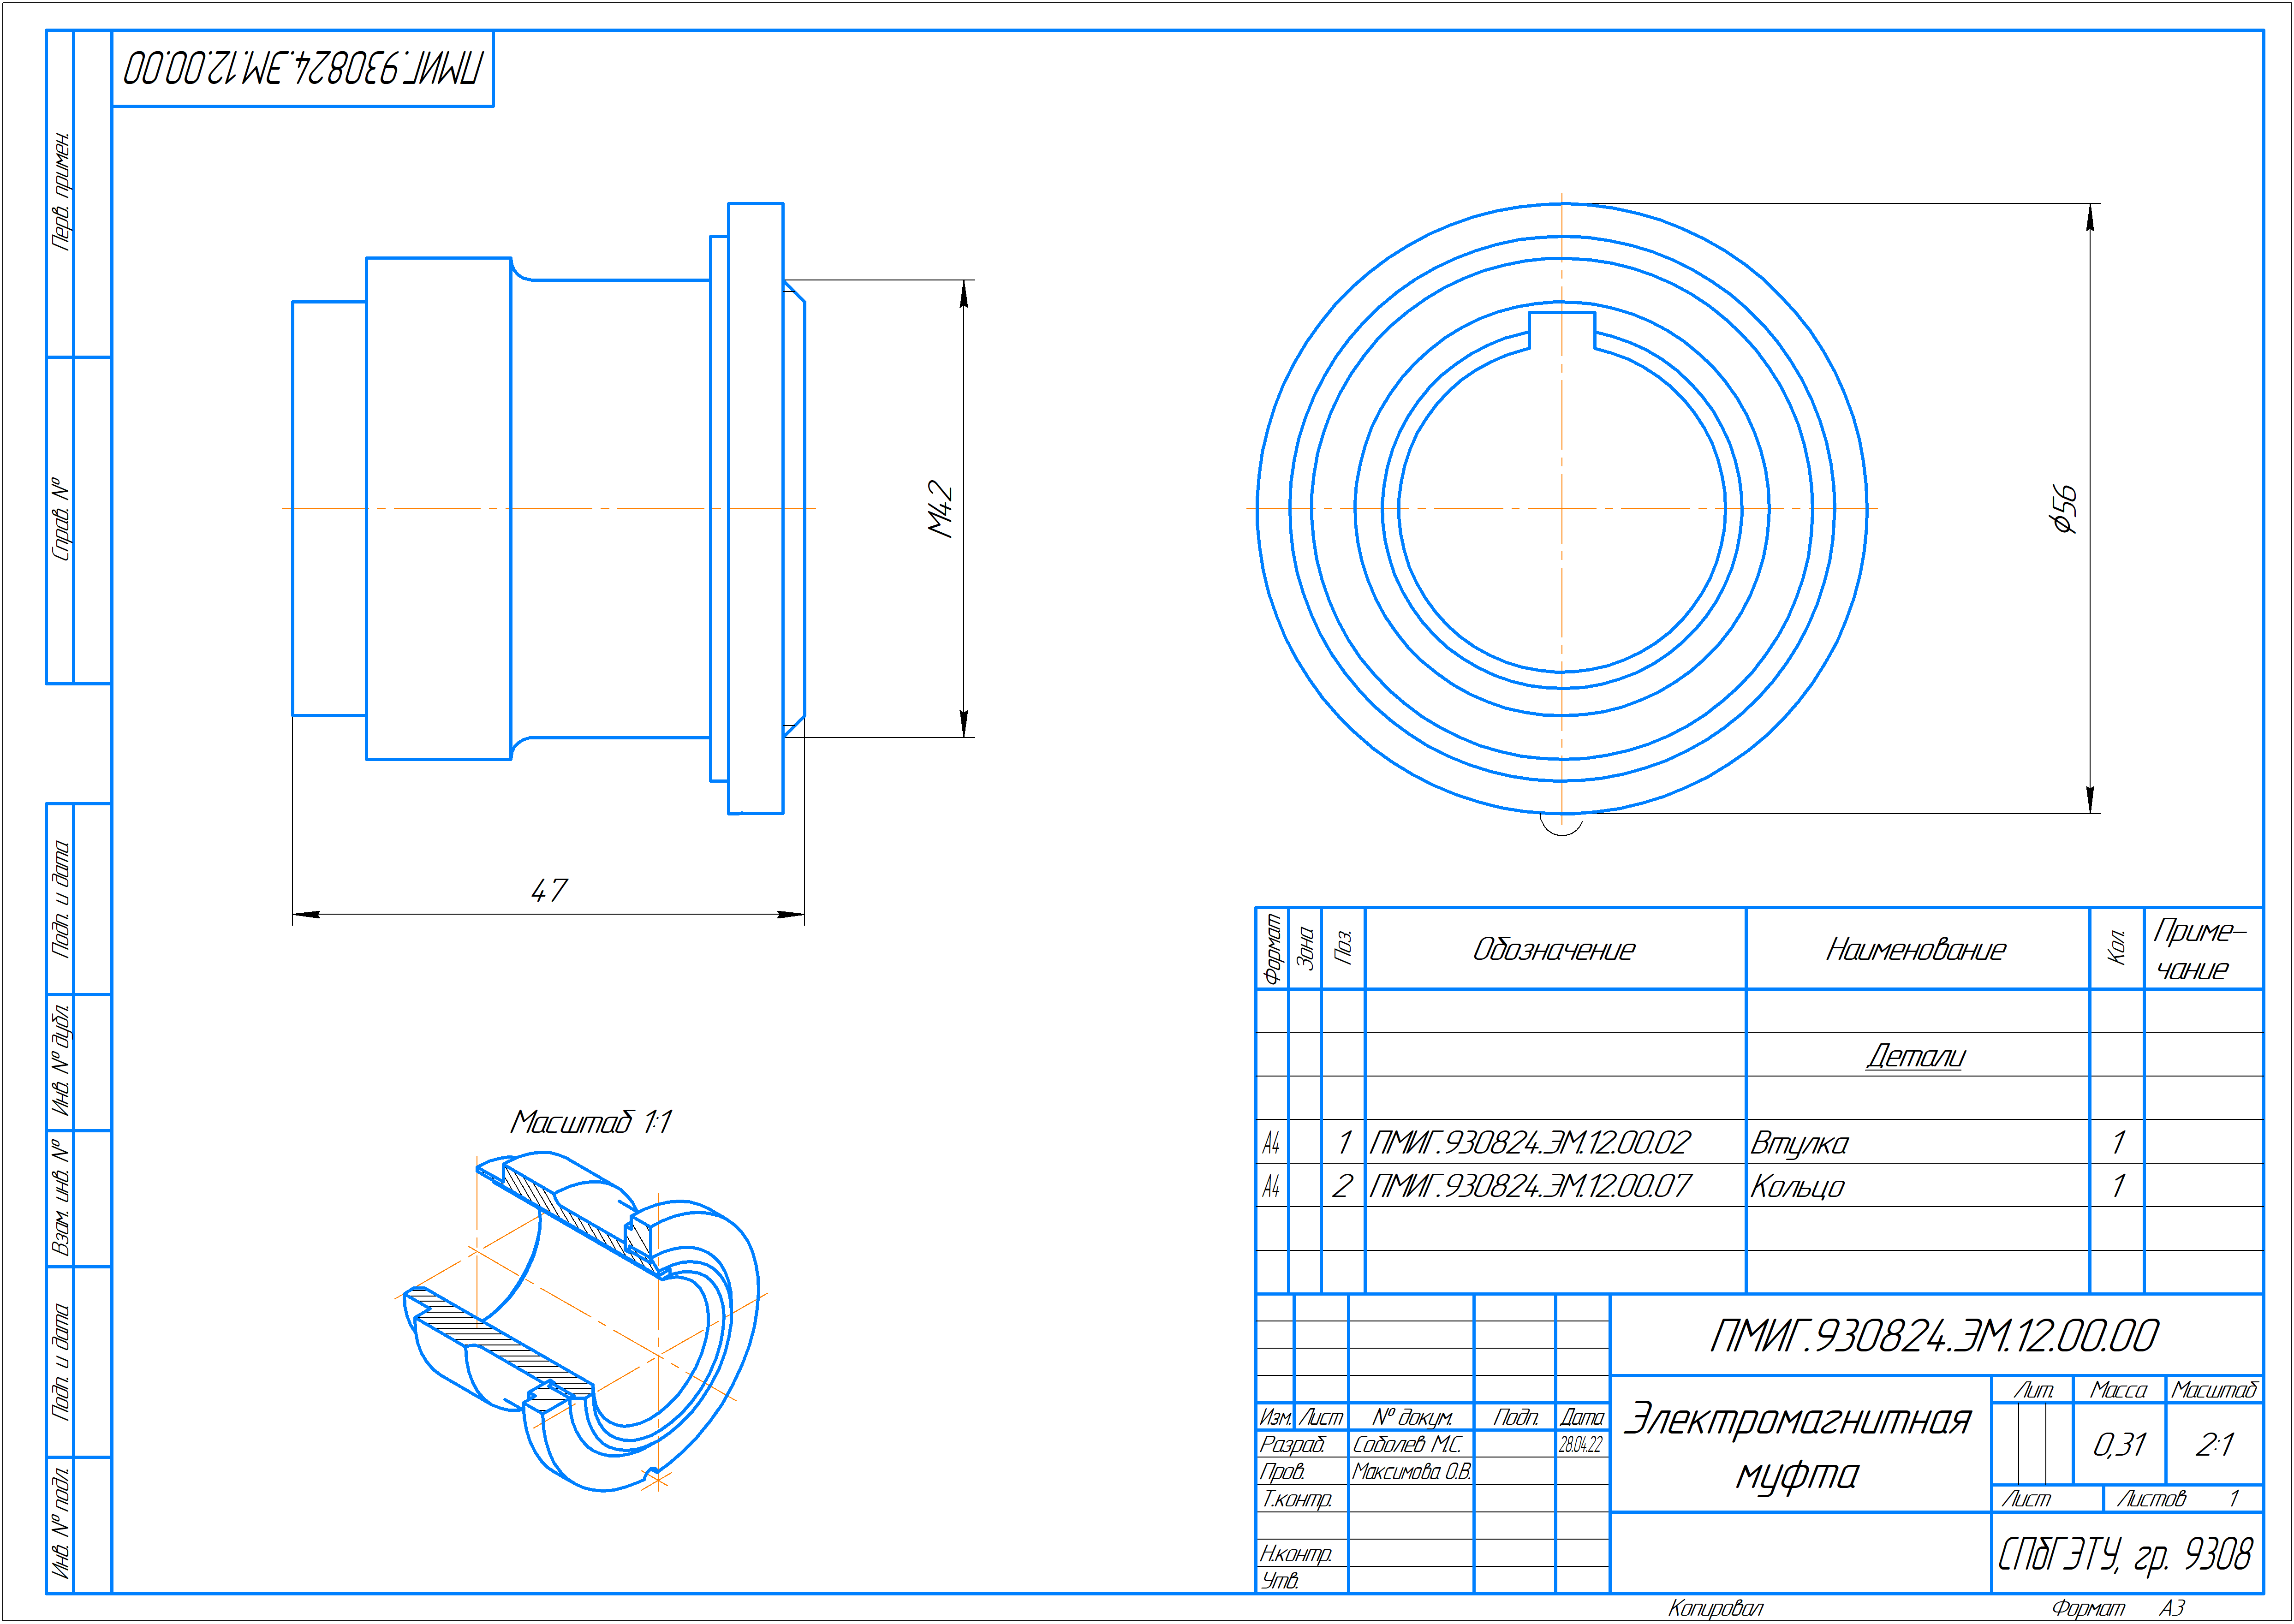 ПМИГ.930824.ЭМ.12.00.00
Перв. примен.
Справ. №
Подп. и дата
Инв. № дубл.
Взам. инв. №
Подп. и дата
Инв. № подл.
М42
⌀56
47
Масштаб 1:1
Формат
Зона
Поз.
Обозначение
Наименование
Кол.
Приме-
чание
Детали
А4 1 ПМИГ.930824.ЭМ.12.00.02 Втулка 1
А4 2 ПМИГ.930824.ЭМ.12.00.07 Кольцо 1
ПМИГ.930824.ЭМ.12.00.00
Изм. Лист № докум. Подп. Дата
Разраб. Соболев М.С. 28.04.22
Пров. Максимова О.В.
Т.контр.
Н.контр.
Утв.
Электромагнитная
муфта
Лит. Масса Масштаб
0,31 2:1
Лист Листов 1
СПбГЭТУ, гр. 9308
Копировал Формат А3